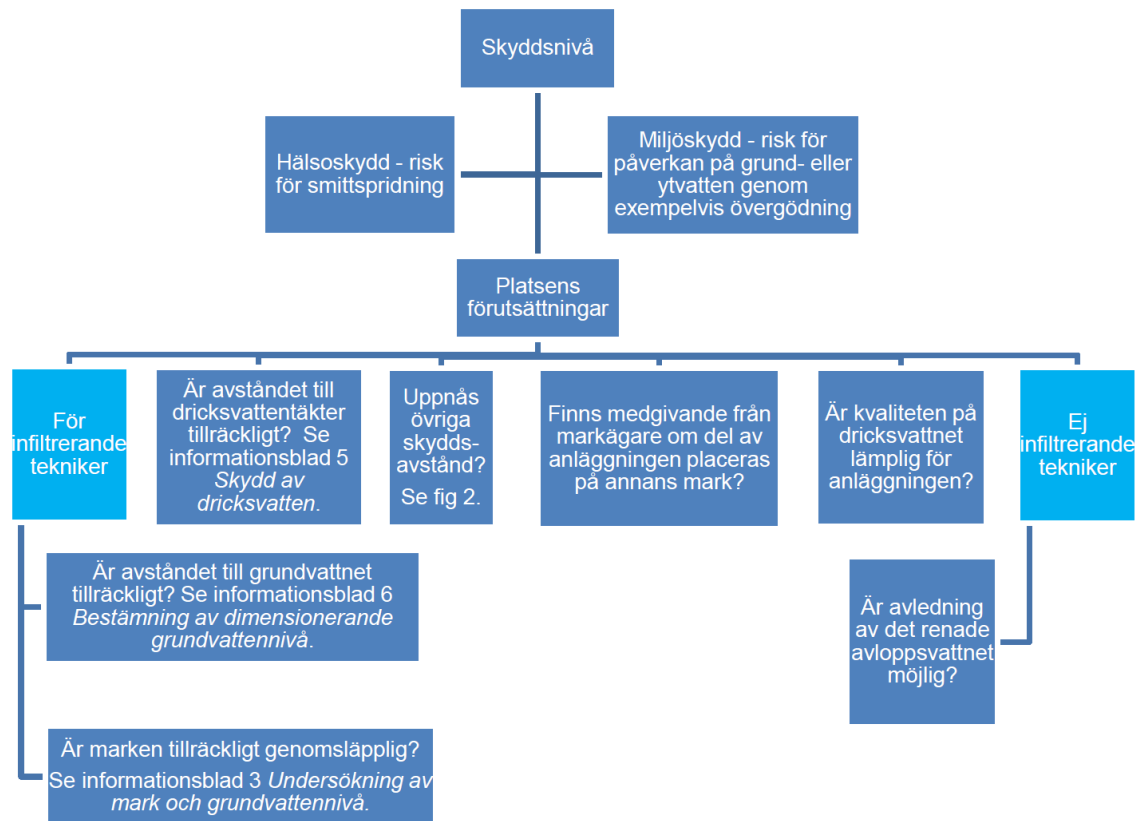 Skyddsnivå
Hälsoskydd - risk
för smittspridning
Miljöskydd - risk för
påverkan på grund- eller
ytvatten genom
exempelvis övergödning
Platsens
förutsättningar
För
infiltrerande
tekniker
Är avståndet till
dricksvattentäkter
tillräckligt? Se
informationsblad 5
Skydd av
dricksvatten.
Uppnås
övriga
skydds-
avstånd?
Se fig 2.
Finns medgivande från
markägare om del av
anläggningen placeras
på annans mark?
Är kvaliteten på
dricksvattnet
lämplig för
anläggningen?
Ej
infiltrerande
tekniker
Är avståndet till grundvattnet
tillräckligt? Se informationsblad 6
Bestämning av dimensionerande
grundvattennivå.
Är avledning
av det renade
avloppsvattnet
möjlig?
Är marken tillräckligt genomsläpplig?
Se informationsblad 3 Undersökning av
mark och grundvattennivå.